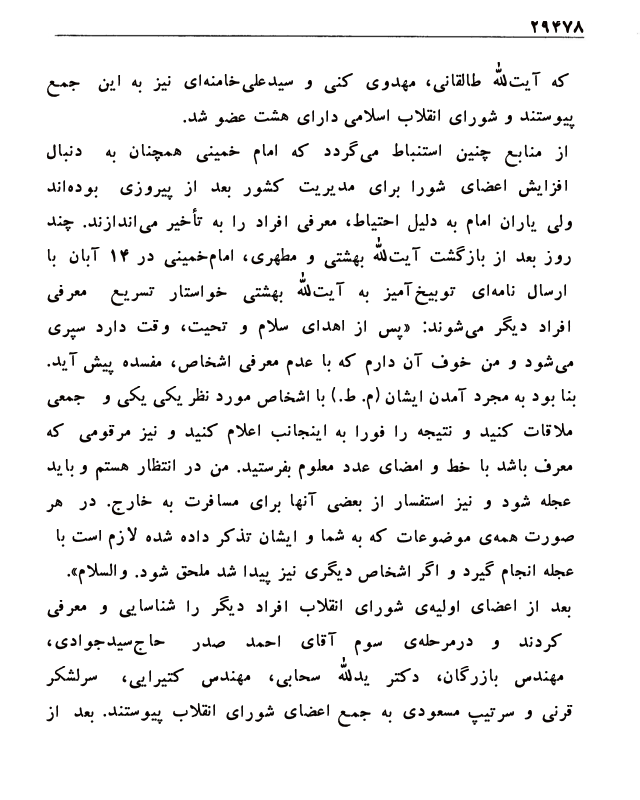 ۲۹۴۷۸
که آیت‌الله طالقانی، مهدوی کنی و سیدعلی‌خامنه‌ای نیز به این جمع
پیوستند و شورای انقلاب اسلامی دارای هشت عضو شد.
از منابع چنین استنباط می‌گردد که امام خمینی همچنان به دنبال
افزایش اعضای شورا برای مدیریت کشور بعد از پیروزی بوده‌اند
ولی یاران امام به دلیل احتیاط، معرفی افراد را به تأخیر می‌اندازند. چند
روز بعد از بازگشت آیت‌الله بهشتی و مطهری، امام‌خمینی در ۱۴ آبان با
ارسال نامه‌ای توبیخ‌آمیز به آیت‌الله بهشتی خواستار تسریع معرفی
افراد دیگر می‌شوند: «پس از اهدای سلام و تحیت، وقت دارد سپری
می‌شود و من خوف آن دارم که با عدم معرفی اشخاص، مفسده پیش آید.
بنا بود به مجرد آمدن ایشان (م. ط.) با اشخاص مورد نظر یکی یکی و جمعی
ملاقات کنید و نتیجه را فورا به اینجانب اعلام کنید و نیز مرقومی که
معرف باشد با خط و امضای عدد معلوم بفرستید. من در انتظار هستم و باید
عجله شود و نیز استفسار از بعضی آنها برای مسافرت به خارج. در هر
صورت همه‌ی موضوعات که به شما و ایشان تذکر داده شده لازم است با
عجله انجام گیرد و اگر اشخاص دیگری نیز پیدا شد ملحق شود. والسلام».
بعد از اعضای اولیه‌ی شورای انقلاب افراد دیگر را شناسایی و معرفی
کردند و درمرحله‌ی سوم آقای احمد صدر حاج‌سیدجوادی،
مهندس بازرگان، دکتر یدالله سحابی، مهندس کتیرایی، سرلشکر
قرنی و سرتیپ مسعودی به جمع اعضای شورای انقلاب پیوستند. بعد از